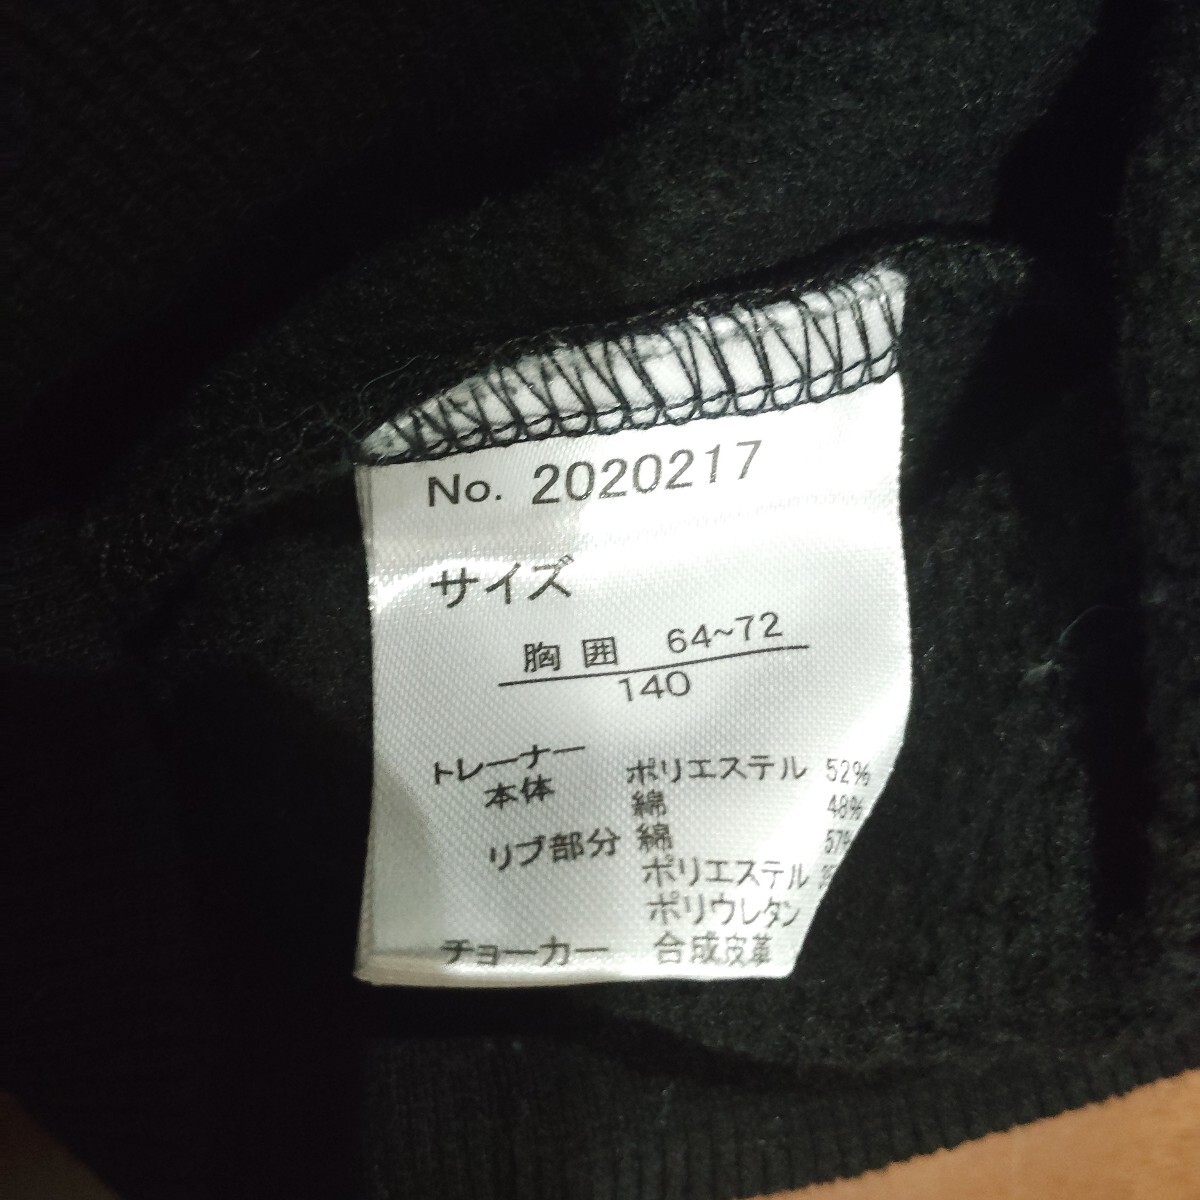 No. 2020217
サイズ
胸囲 64~72
140
トレーナー
本体 ポリエステル 52%
綿 48%
リブ部分 綿 57%
ポリエステル
ポリウレタン
チョーカー 合成皮革